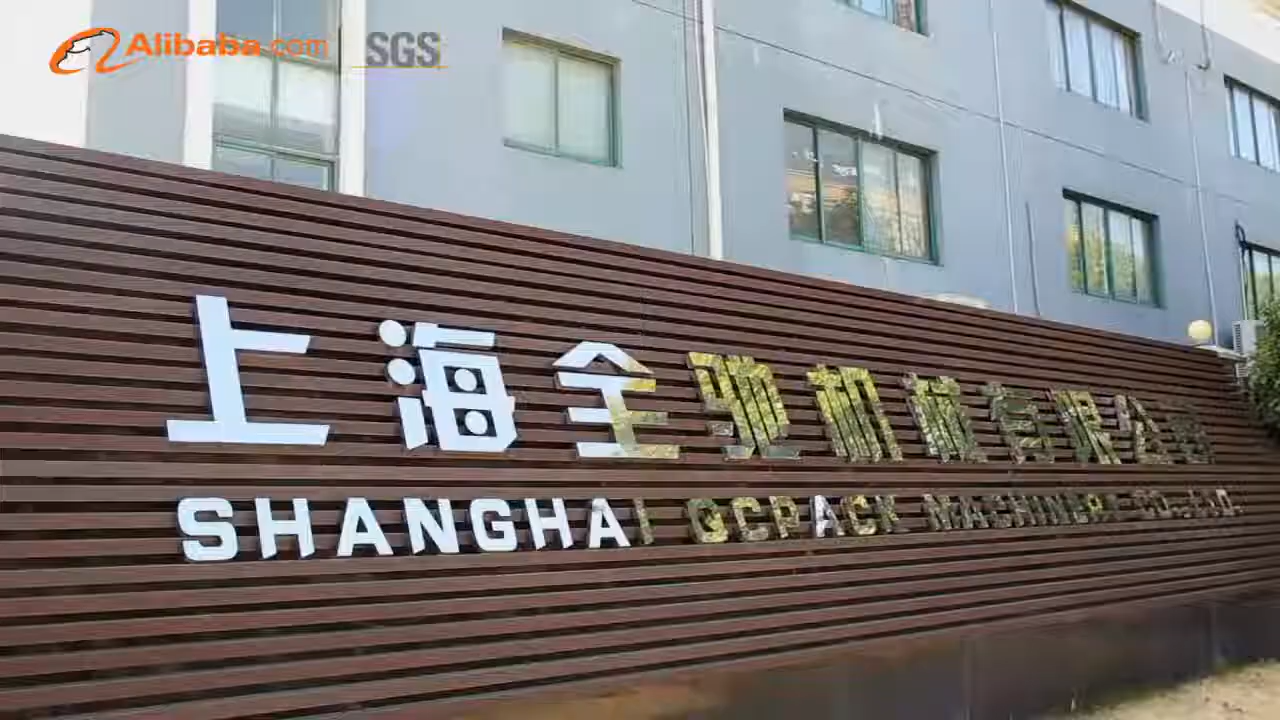 Alibaba.com
SGS
上海全驰机械有限公司
SHANGHAI QCPACK MACHINERY CO.,LTD.